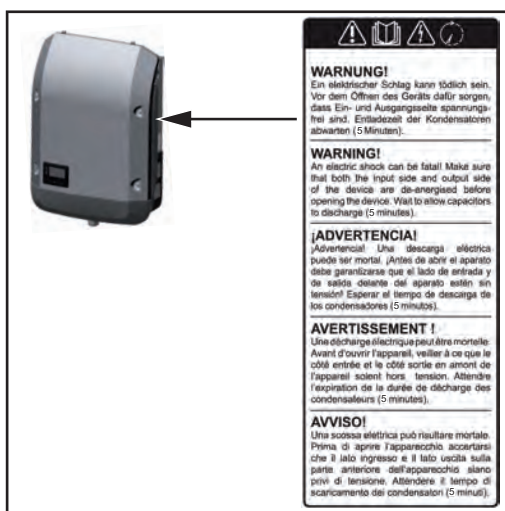 WARNUNG!
Ein elektrischer Schlag kann tödlich sein.
Vor dem Öffnen des Geräts dafür sorgen,
dass Ein- und Ausgangsseite spannungs-
frei sind. Entladezeit der Kondensatoren
abwarten (5 Minuten).
WARNING!
An electric shock can be fatal! Make sure
that both the input side and output side
of the device are de-energised before
opening the device. Wait to allow capacitors
to discharge (5 minutes).
¡ADVERTENCIA!
¡Advertencia! Una descarga eléctrica
puede ser mortal. ¡Antes de abrir el aparato
debe garantizarse que el lado de entrada y
de salida delante del aparato estén sin
tensión! Esperar el tiempo de descarga de
los condensadores (5 minutos).
AVERTISSEMENT !
Une décharge électrique peut être mortelle.
Avant d'ouvrir l'appareil, veiller à ce que le
côté entrée et le côté sortie en amont de
l'appareil soient hors tension. Attendre
l'expiration de la durée de décharge des
condensateurs (5 minutes).
AVVISO!
Una scossa elettrica può risultare mortale.
Prima di aprire l'apparecchio accertarsi
che il lato ingresso e il lato uscita sulla
parte anteriore dell'apparecchio siano
privi di tensione. Attendere il tempo di
scaricamento dei condensatori (5 minuti).